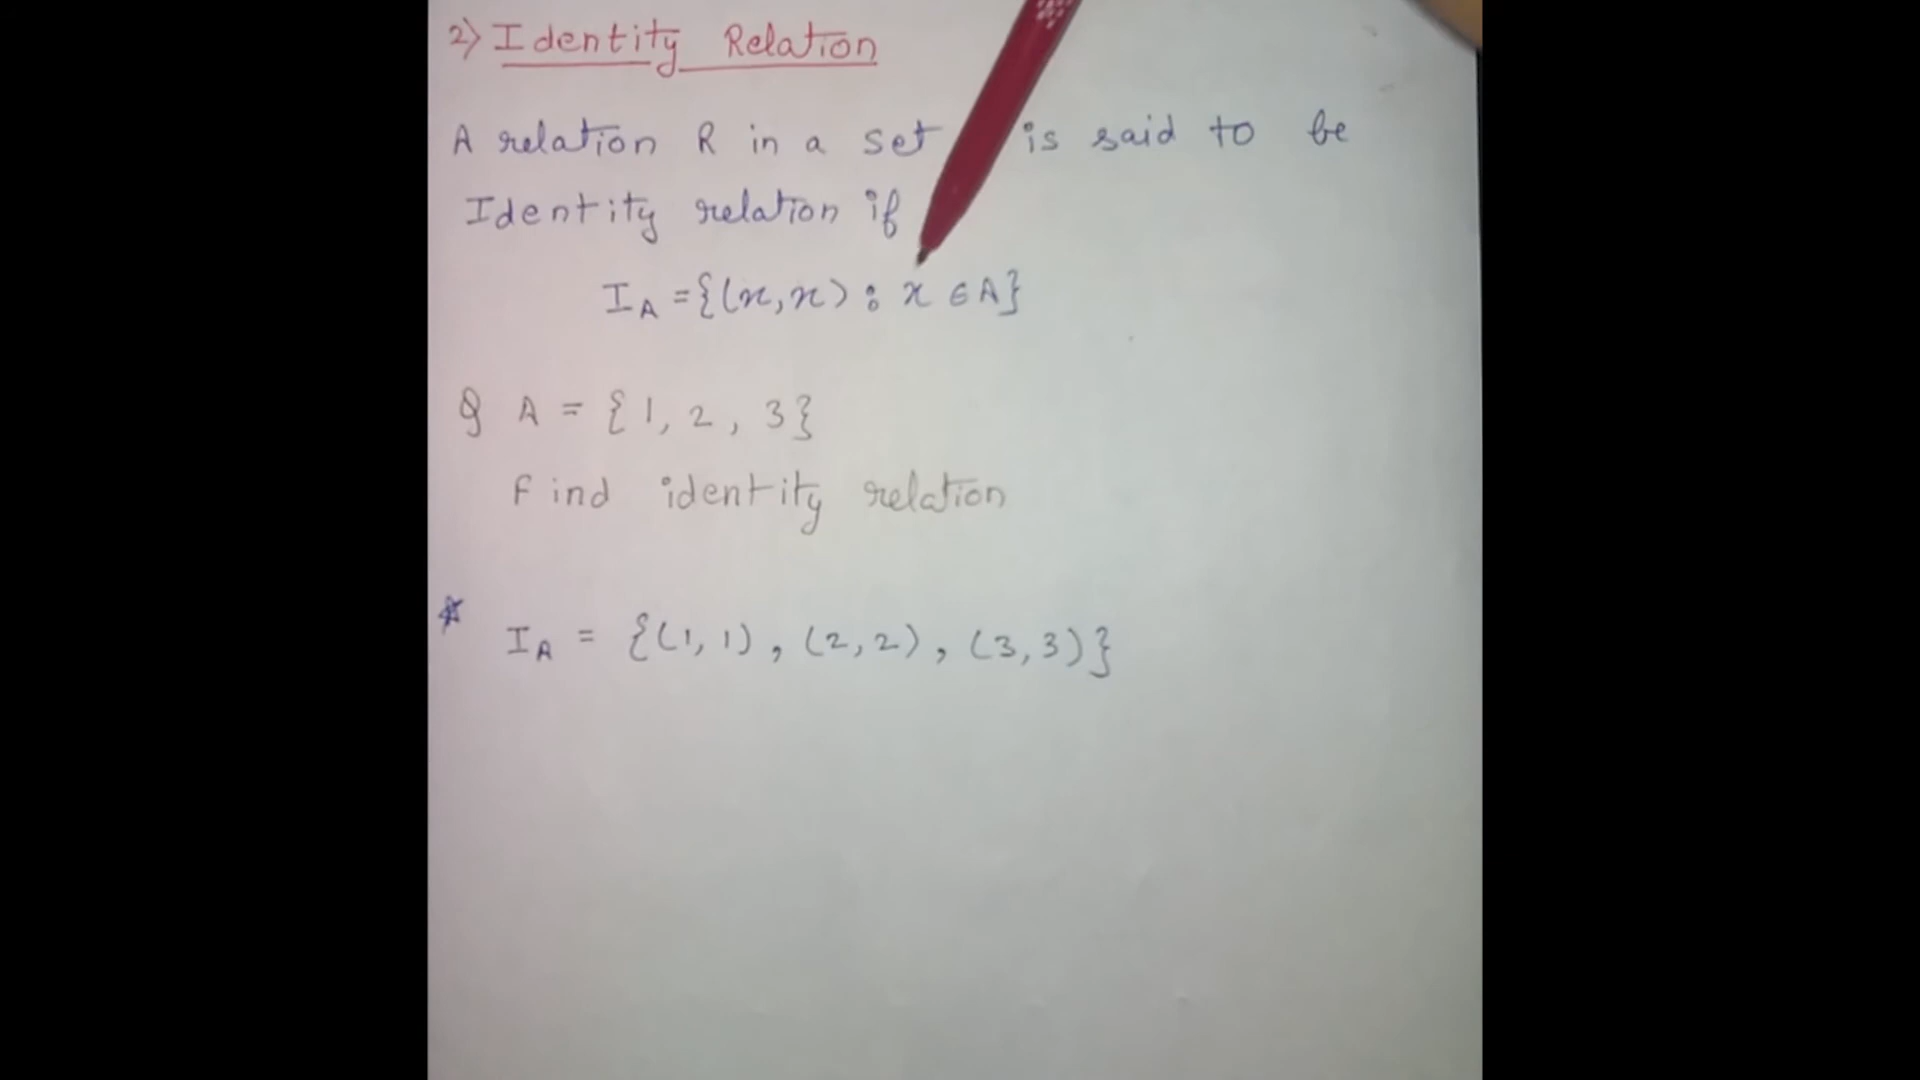 2) Identity Relation
A relation R in a set is said to be
Identity relation if
I_A = {(x, x) : x ∈ A}
Q A = {1, 2, 3}
Find identity relation
* I_A = {(1, 1), (2, 2), (3, 3)}